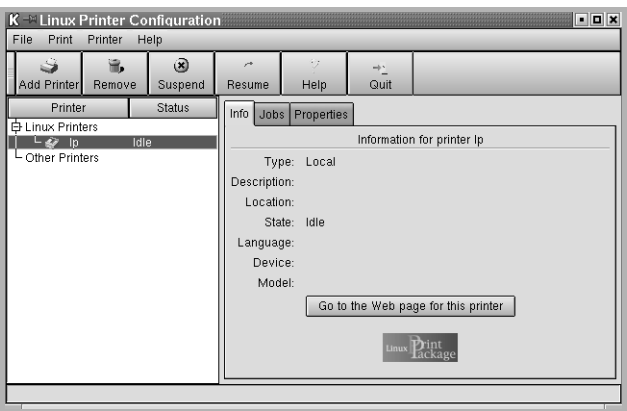 Linux Printer Configuration
File Print Printer Help
Add Printer Remove Suspend Resume Help Quit
Printer Status
Linux Printers
lp Idle
Other Printers
Info Jobs Properties
Information for printer lp
Type: Local
Description:
Location:
State: Idle
Language:
Device:
Model:
Go to the Web page for this printer
Linux Print Package